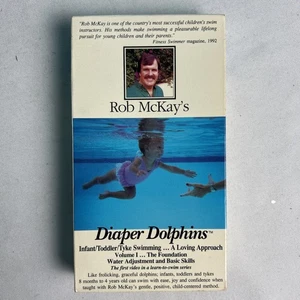 "Rob McKay is one of the country's most successful children's swim
instructors. His methods make swimming a pleasurable lifelong
pursuit for young children and their parents."
Fitness Swimmer magazine, 1992
Rob McKay's
Diaper Dolphins™
Infant/Toddler/Tyke Swimming ... A Loving Approach
Volume I ... The Foundation
Water Adjustment and Basic Skills
The first video in a learn-to-swim series
Like frolicking, graceful dolphins; infants, toddlers and tykes
8 months to 4 years old can swim with ease, joy and confidence when
taught with Rob McKay's gentle, positive, child-centered method.